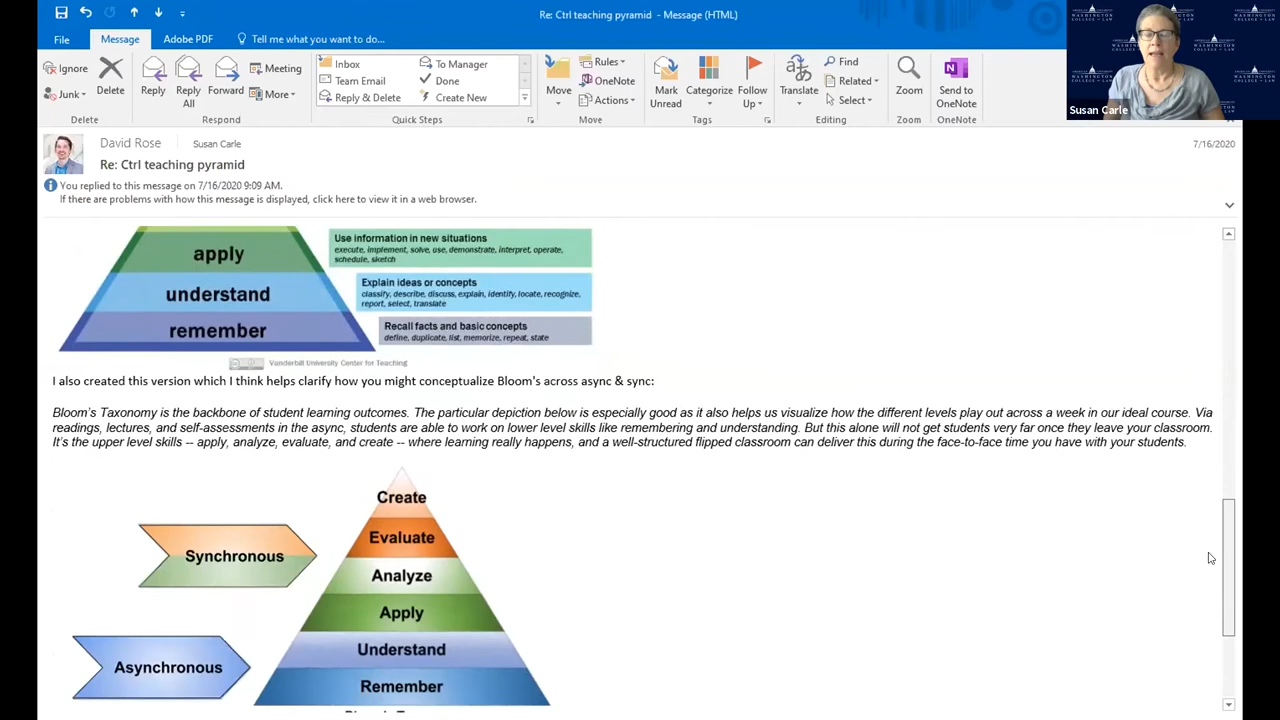 Re: Ctrl teaching pyramid - Message (HTML)
File
Message
Adobe PDF
Tell me what you want to do...
Ignore
Junk
Delete
Reply
Reply All
Forward
Meeting
More
Inbox
Team Email
Reply & Delete
To Manager
Done
Create New
Move
Rules
OneNote
Actions
Mark Unread
Categorize
Follow Up
Translate
Find
Related
Select
Zoom
Send to OneNote
Delete
Respond
Quick Steps
Move
Tags
Editing
Zoom
OneNote
WASHINGTON
COLLEGE OF LAW
Susan Carle
David Rose
Susan Carle
7/16/2020
Re: Ctrl teaching pyramid
You replied to this message on 7/16/2020 9:09 AM.
If there are problems with how this message is displayed, click here to view it in a web browser.
apply
Use information in new situations
execute, implement, solve, use, demonstrate, interpret, operate,
schedule, sketch
understand
Explain ideas or concepts
classify, describe, discuss, explain, identify, locate, recognize,
report, select, translate
remember
Recall facts and basic concepts
define, duplicate, list, memorize, repeat, state
Vanderbilt University Center for Teaching
I also created this version which I think helps clarify how you might conceptualize Bloom's across async & sync:
Bloom's Taxonomy is the backbone of student learning outcomes. The particular depiction below is especially good as it also helps us visualize how the different levels play out across a week in our ideal course. Via
readings, lectures, and self-assessments in the async, students are able to work on lower level skills like remembering and understanding. But this alone will not get students very far once they leave your classroom.
It's the upper level skills -- apply, analyze, evaluate, and create -- where learning really happens, and a well-structured flipped classroom can deliver this during the face-to-face time you have with your students.
Create
Evaluate
Synchronous
Analyze
Apply
Understand
Asynchronous
Remember